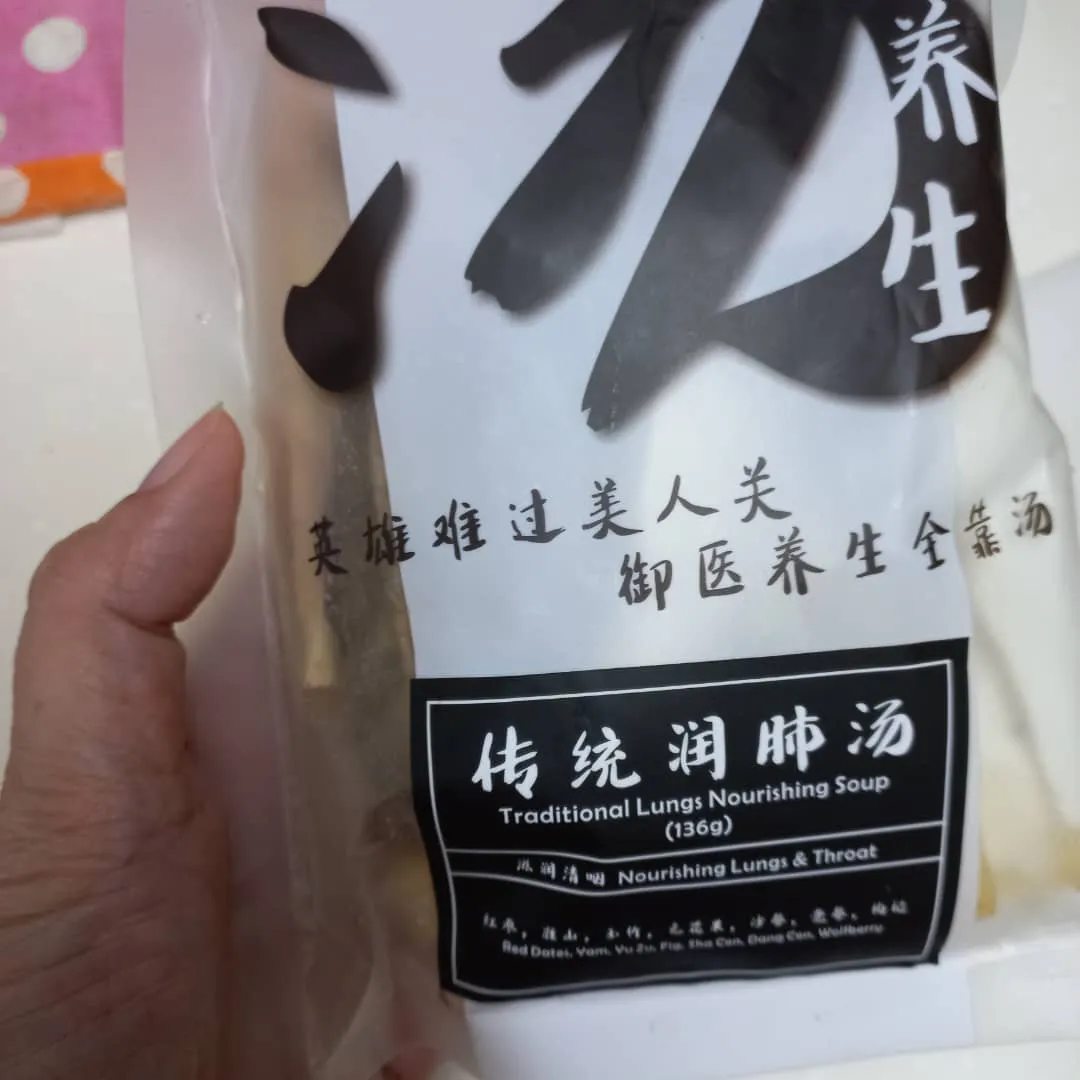 汤
养生
英雄难过美人关
御医养生全靠汤
传统润肺汤
Traditional Lungs Nourishing Soup
(136g)
滋润清咽 Nourishing Lungs & Throat
红枣，淮山，玉竹，无花果，沙参，党参，枸杞
Red Dates, Yam, Yu Zu, Fig, Sha Cen, Dang Cen, Wolfberry